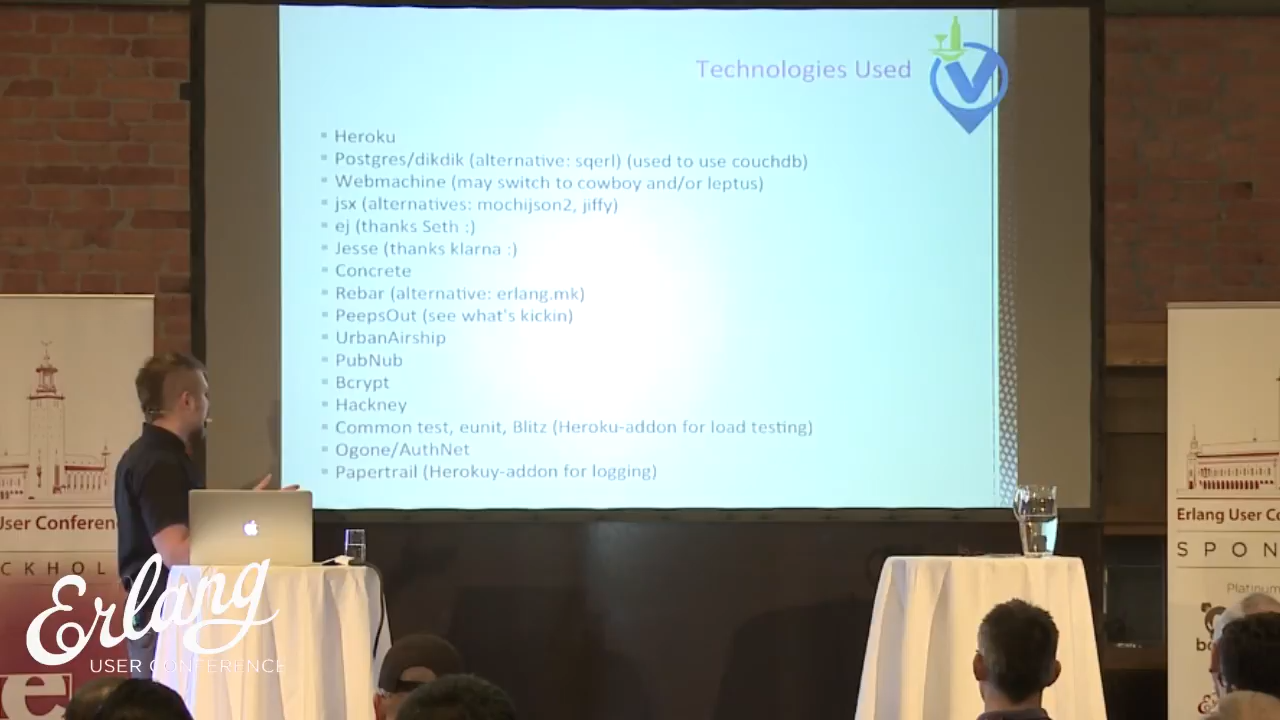 Technologies Used
Heroku
Postgres/dikdik (alternative: sqerl) (used to use couchdb)
Webmachine (may switch to cowboy and/or leptus)
jsx (alternatives: mochijson2, jiffy)
ej (thanks Seth :)
Jesse (thanks klarna :)
Concrete
Rebar (alternative: erlang.mk)
PeepsOut (see what's kickin)
UrbanAirship
PubNub
Bcrypt
Hackney
Common test, eunit, Blitz (Heroku-addon for load testing)
Ogone/AuthNet
Papertrail (Herokuy-addon for logging)
User Conferen
CKHOL
Erlang
USER CONFERENCE
Erlang User Co
SPON
Platinum